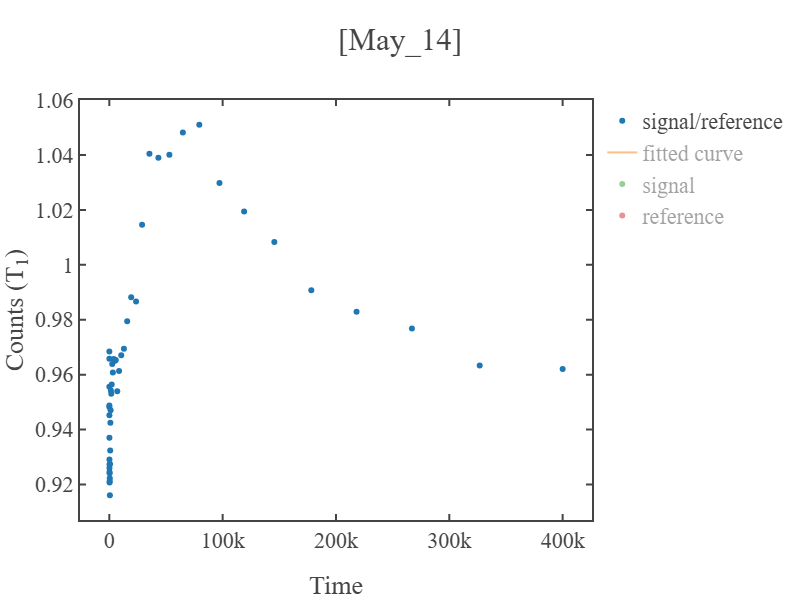 [May_14]
1.06
1.04
1.02
1
0.98
0.96
0.94
0.92
Counts (T1)
0
100k
200k
300k
400k
Time
signal/reference
fitted curve
signal
reference